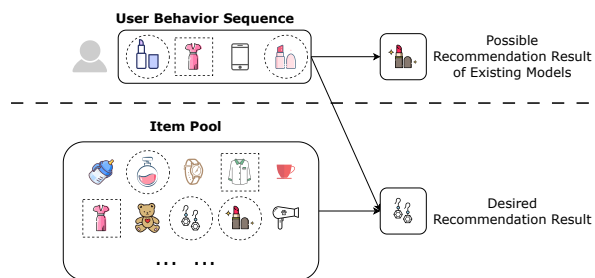 User Behavior Sequence
Possible
Recommendation Result
of Existing Models
Item Pool
Desired
Recommendation Result
... ...